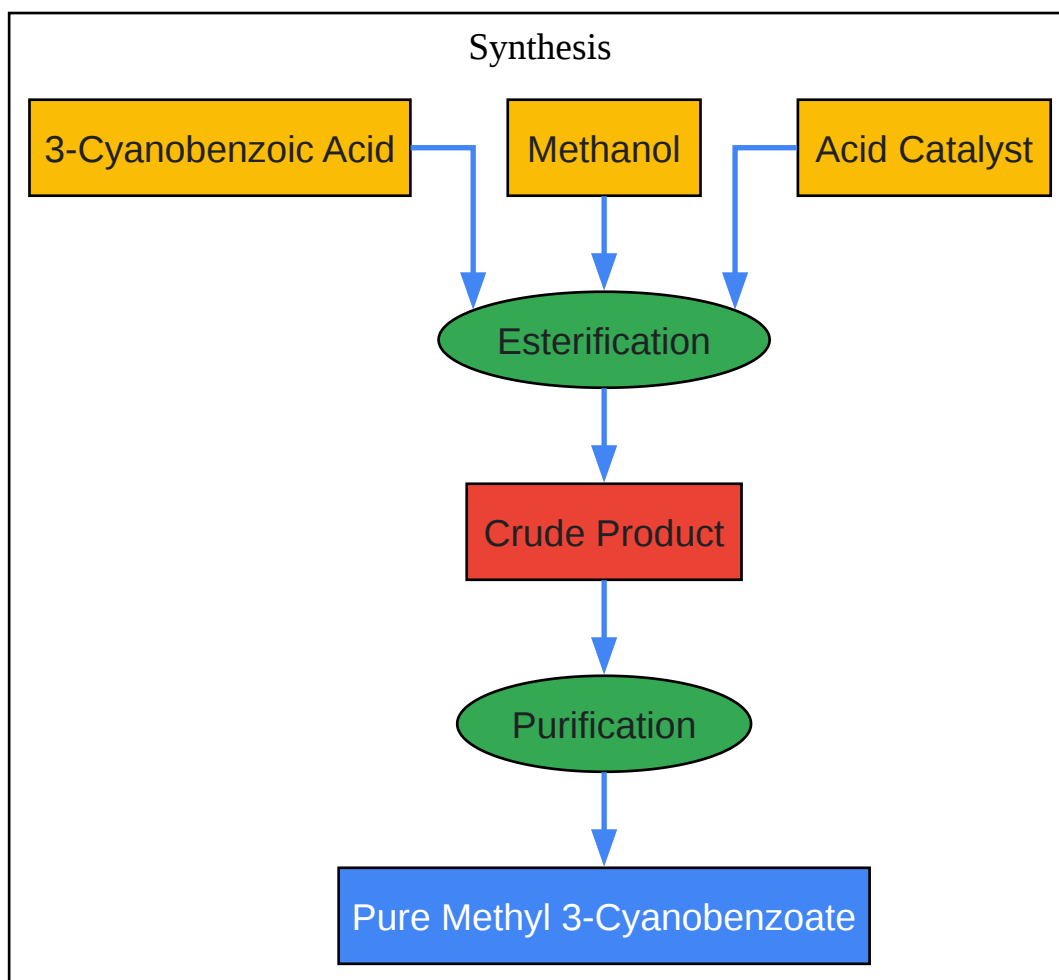 Synthesis
3-Cyanobenzoic Acid
Methanol
Acid Catalyst
Esterification
Crude Product
Purification
Pure Methyl 3-Cyanobenzoate